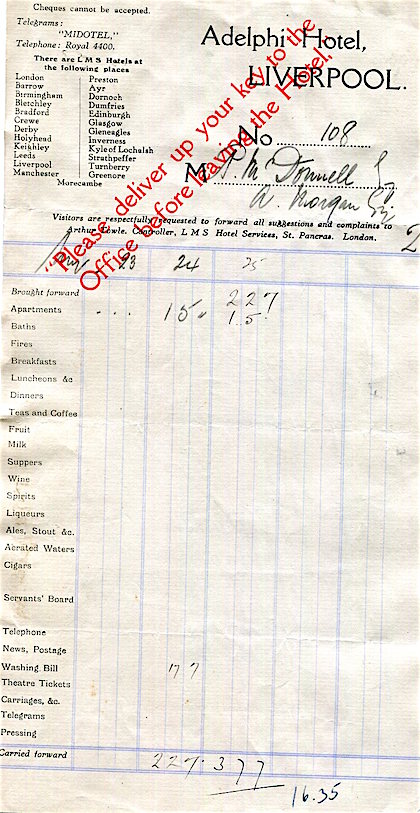 Cheques cannot be accepted.
Telegrams:
"MIDOTEL,"
Telephone: Royal 4400.
There are L M S Hotels at
the following places
London Preston
Barrow Ayr
Birmingham Dornoch
Bletchley Dumfries
Bradford Edinburgh
Crewe Glasgow
Derby Gleneagles
Holyhead Inverness
Keighley Kyle of Lochalsh
Leeds Strathpeffer
Liverpool Turnberry
Manchester Greenore
Morecambe
Adelphi Hotel,
LIVERPOOL.
"Please deliver up your key to the
Office before leaving the Hotel."
No 108
M P. McDonnell
A. Morgan Esq
Visitors are respectfully requested to forward all suggestions and complaints to
Arthur Towle, Controller, L M S Hotel Services, St. Pancras, London.
2
23 24 25
Brought forward 227
Apartments 15 15
Baths
Fires
Breakfasts
Luncheons &c
Dinners
Teas and Coffee
Fruit
Milk
Suppers
Wine
Spirits
Liqueurs
Ales, Stout &c.
Aerated Waters
Cigars
Servants' Board
Telephone
News, Postage
Washing Bill 7 7
Theatre Tickets
Carriages, &c.
Telegrams
Pressing
Carried forward 227. 377
16.35